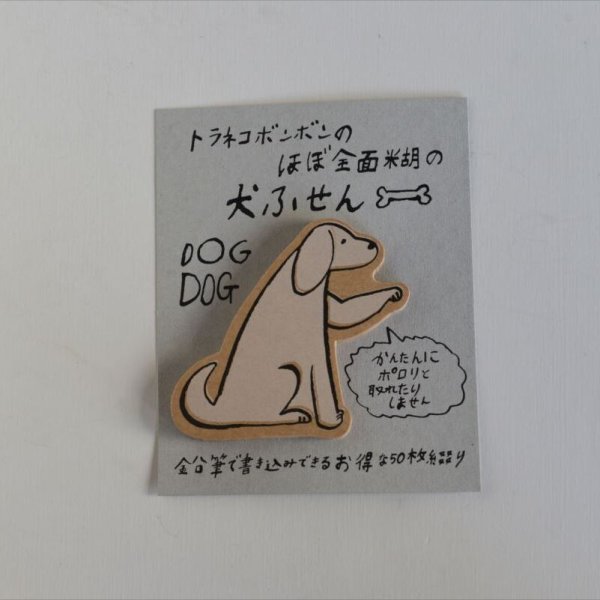 トラネコボンボンの
ほぼ全面糊の
犬ふせん
DOG
DOG
かんたんに
ポロリと
取れたり
しません
鉛筆で書き込みできるお得な50枚綴り